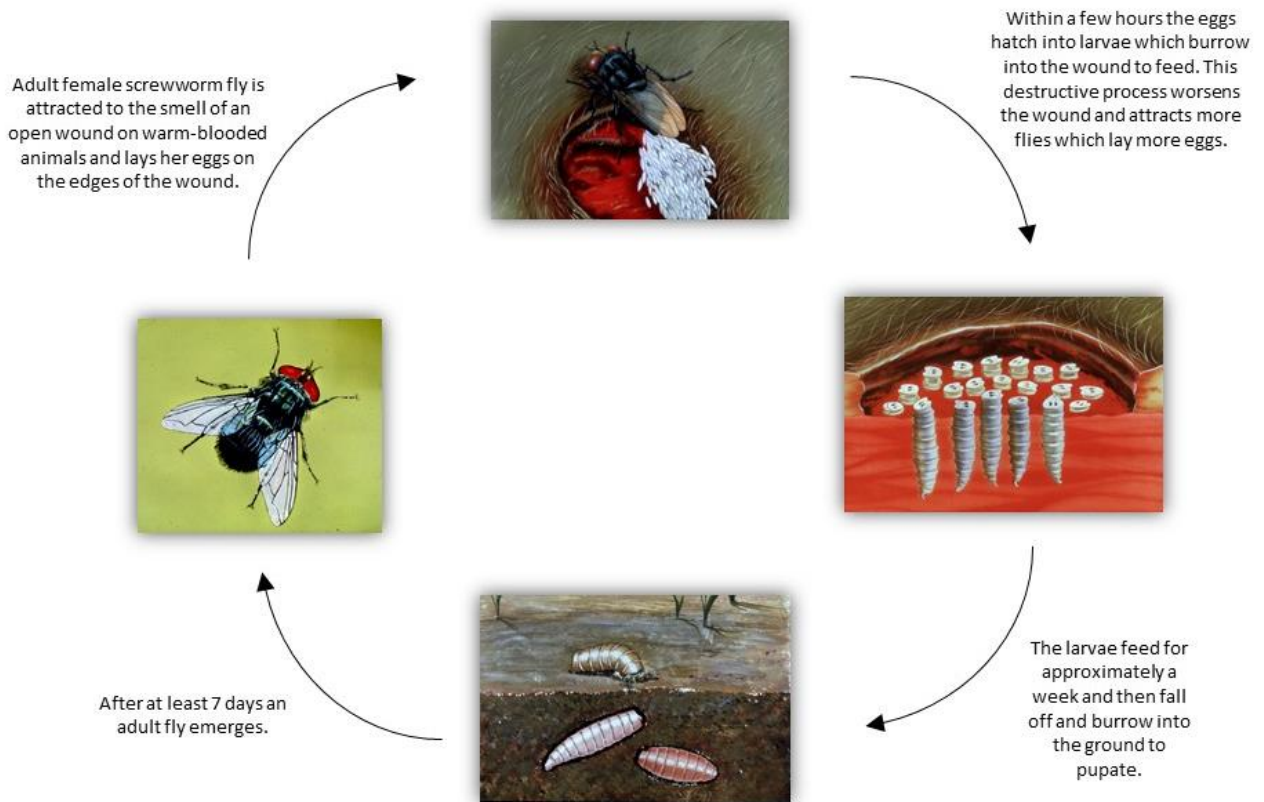 Adult female screwworm fly is
attracted to the smell of an
open wound on warm-blooded
animals and lays her eggs on
the edges of the wound.
Within a few hours the eggs
hatch into larvae which burrow
into the wound to feed. This
destructive process worsens
the wound and attracts more
flies which lay more eggs.
The larvae feed for
approximately a
week and then fall
off and burrow into
the ground to
pupate.
After at least 7 days an
adult fly emerges.